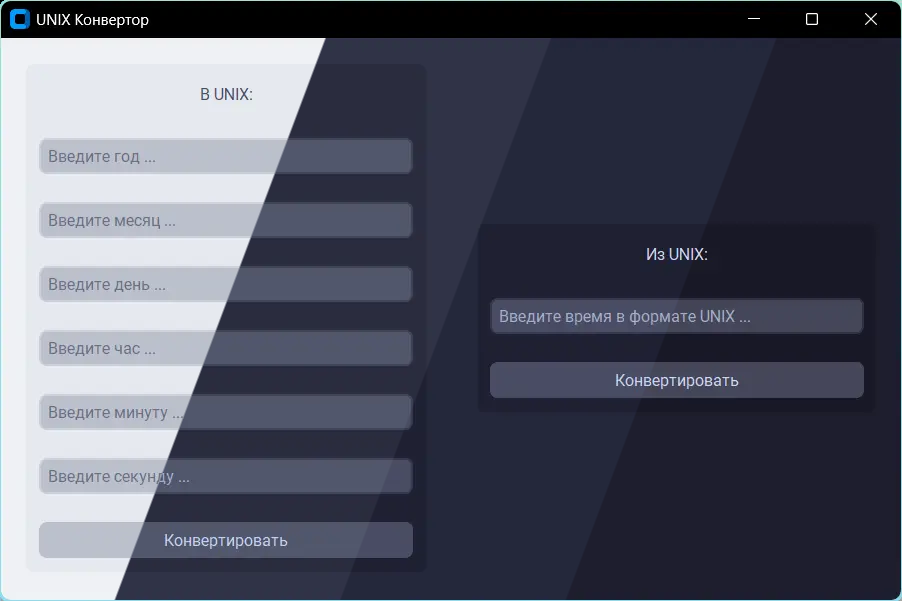 UNIX Конвертор
В UNIX:
Введите год ...
Введите месяц ...
Введите день ...
Введите час ...
Введите минуту ...
Введите секунду ...
Конвертировать
Из UNIX:
Введите время в формате UNIX ...
Конвертировать